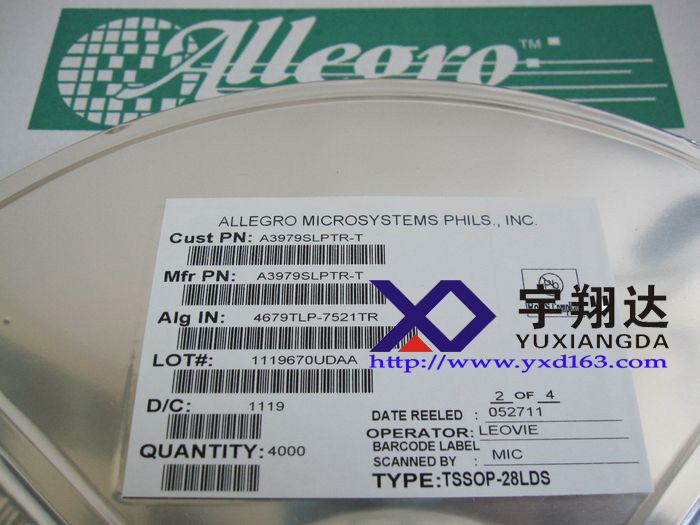 Allegro™
ALLEGRO MICROSYSTEMS PHILS., INC.
Cust PN: A3979SLPTR-T
Mfr PN: A3979SLPTR-T
Alg IN: 4679TLP-7521TR
LOT#: 1119670UDAA
D/C: 1119
QUANTITY: 4000
宇翔达
YUXIANGDA
http://www.yxd163.com
2 OF 4
DATE REELED : 052711
OPERATOR: LEOVIE
BARCODE LABEL
SCANNED BY : MIC
TYPE:TSSOP-28LDS